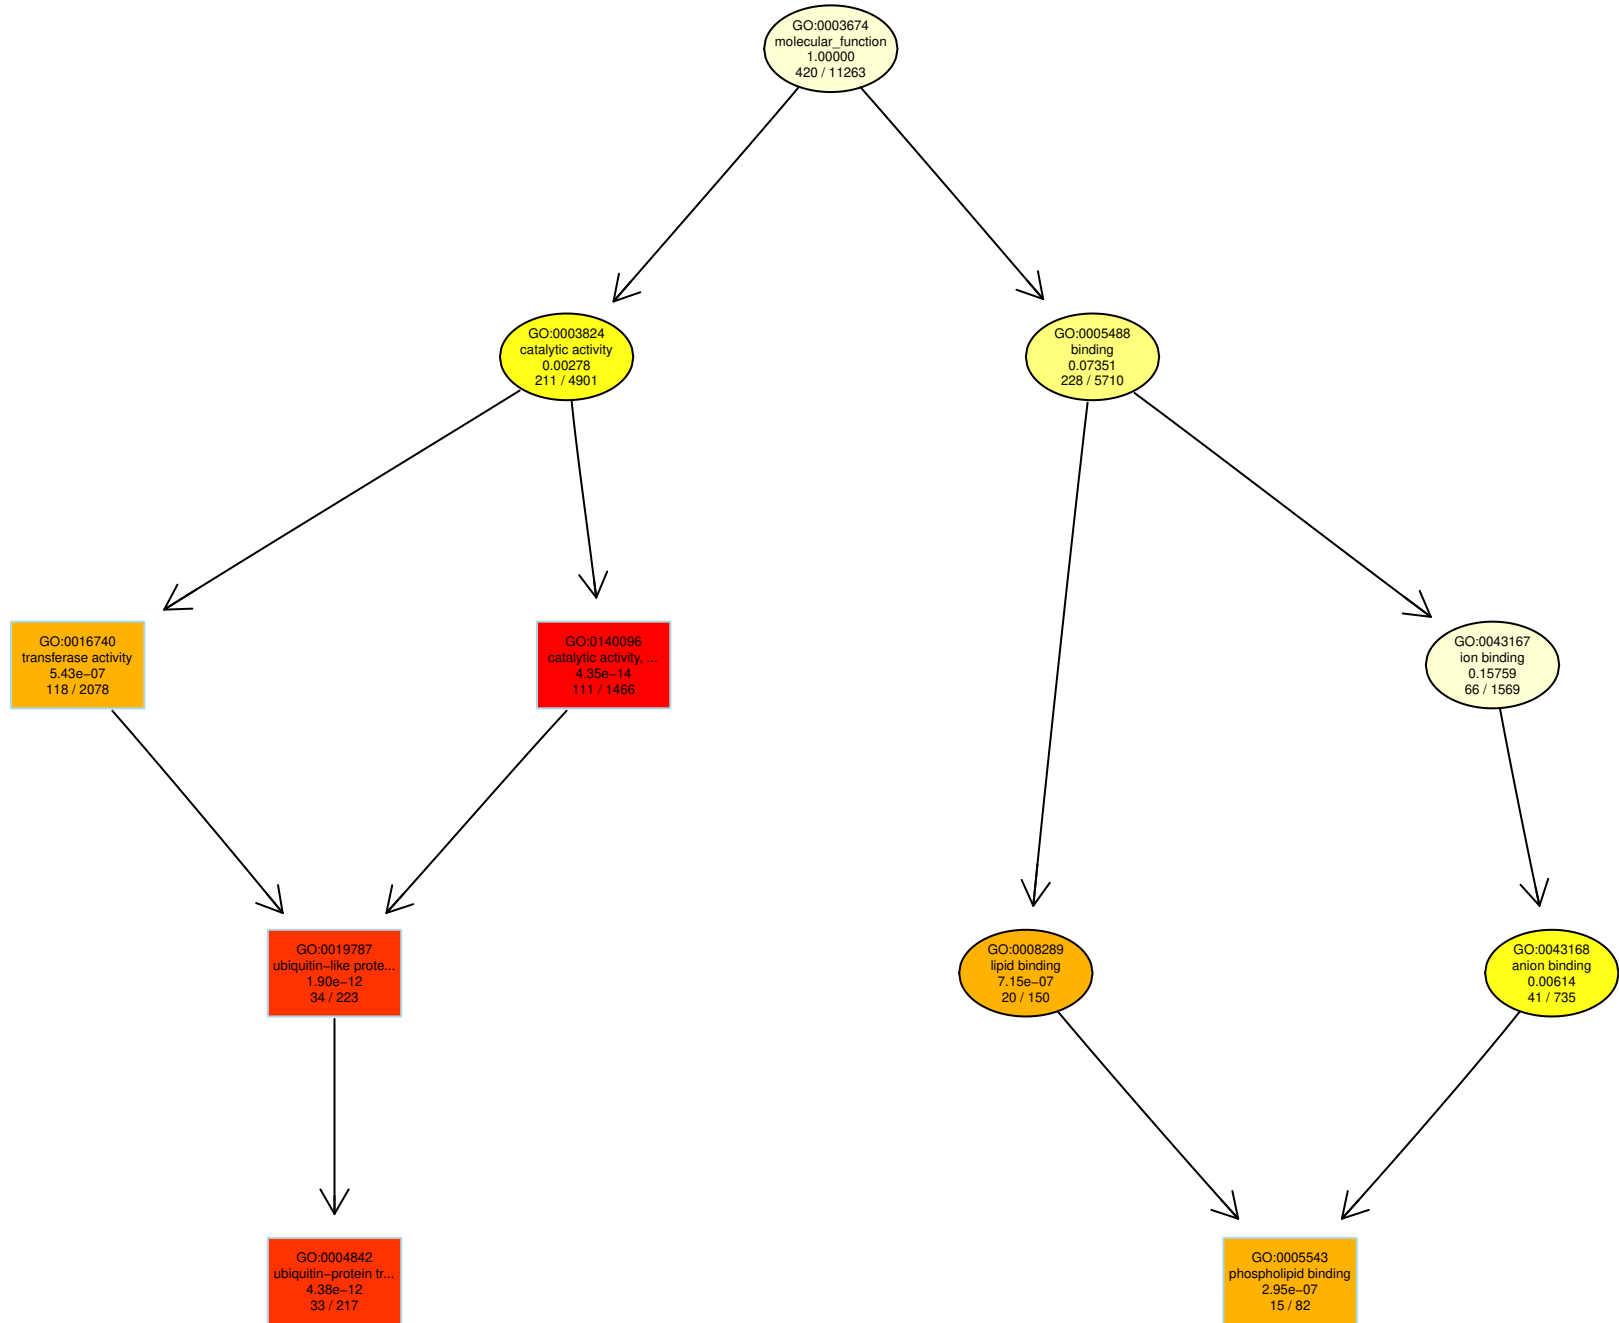 GO:0003674
molecular_function
1.00000
420 / 11263
GO:0003824
catalytic activity
0.00278
211 / 4901
GO:0005488
binding
0.07351
228 / 5710
GO:0016740
transferase activity
5.43e−07
118 / 2078
GO:0140096
catalytic activity, ...
4.35e−14
111 / 1466
GO:0043167
ion binding
0.15759
66 / 1569
GO:0019787
ubiquitin−like prote...
1.90e−12
34 / 223
GO:0008289
lipid binding
7.15e−07
20 / 150
GO:0043168
anion binding
0.00614
41 / 735
GO:0004842
ubiquitin−protein tr...
4.38e−12
33 / 217
GO:0005543
phospholipid binding
2.95e−07
15 / 82